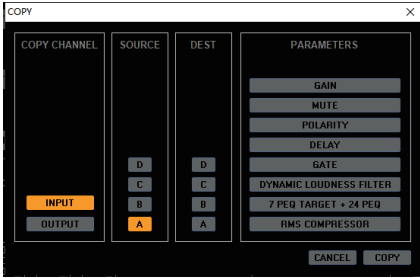 COPY
COPY CHANNEL
INPUT
OUTPUT
SOURCE
D
C
B
A
DEST
D
C
B
A
PARAMETERS
GAIN
MUTE
POLARITY
DELAY
GATE
DYNAMIC LOUDNESS FILTER
7 PEQ TARGET + 24 PEQ
RMS COMPRESSOR
CANCEL
COPY